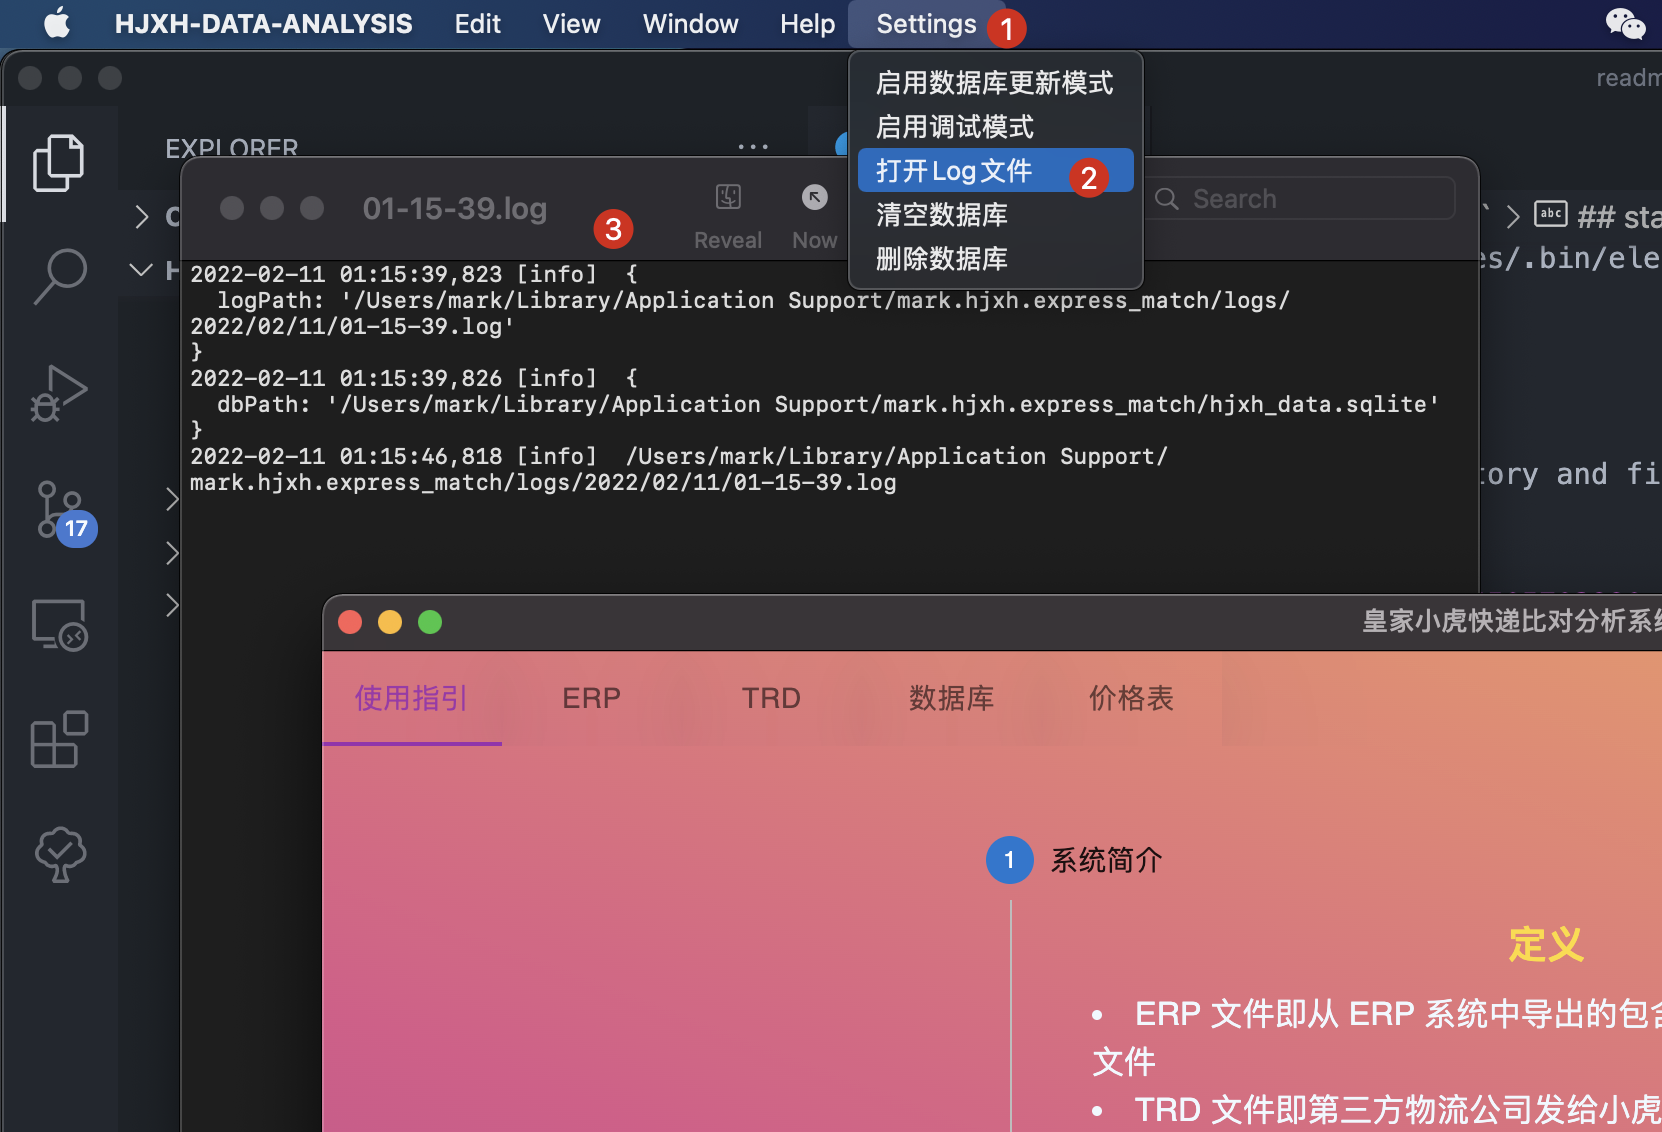 HJXH-DATA-ANALYSIS Edit View Window Help Settings 1
启用数据库更新模式
启用调试模式
打开Log文件 2
清空数据库
删除数据库
EXPLORER
01-15-39.log
3
Reveal
Now
Search
## sta
17
2022-02-11 01:15:39,823 [info]  {
logPath: '/Users/mark/Library/Application Support/mark.hjxh.express_match/logs/
2022/02/11/01-15-39.log'
}
2022-02-11 01:15:39,826 [info]  {
dbPath: '/Users/mark/Library/Application Support/mark.hjxh.express_match/hjxh_data.sqlite'
}
2022-02-11 01:15:46,818 [info]  /Users/mark/Library/Application Support/
mark.hjxh.express_match/logs/2022/02/11/01-15-39.log
es/.bin/ele
tory and fi
皇家小虎快递比对分析系统
使用指引 ERP TRD 数据库 价格表
1 系统简介
定义
• ERP 文件即从 ERP 系统中导出的包含
文件
• TRD 文件即第三方物流公司发给小虎